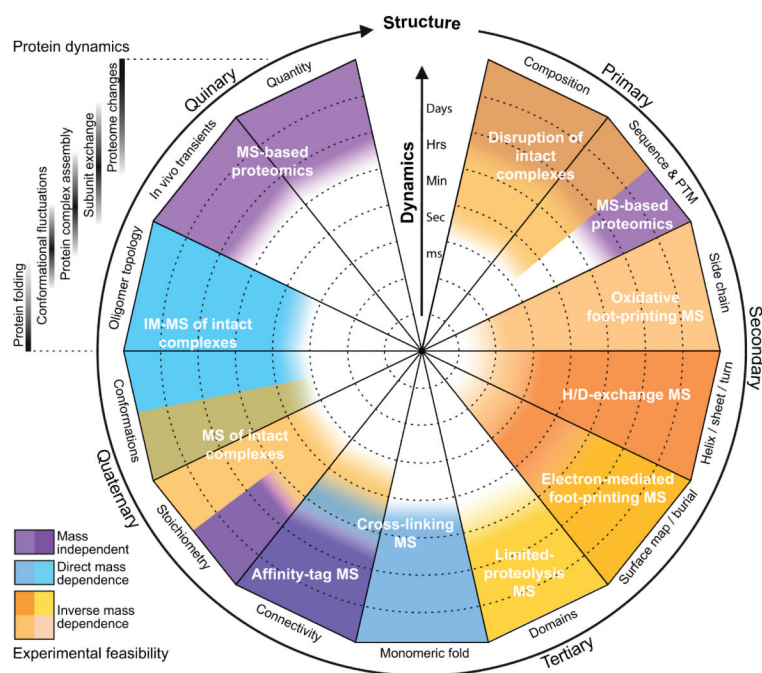 Structure
Protein dynamics
Proteome changes
Subunit exchange
Protein complex assembly
Conformational fluctuations
Protein folding
Quinary
Quantity
In vivo transients
MS-based
proteomics
Dynamics
Days
Hrs
Min
Sec
ms
Primary
Composition
Sequence & PTM
Disruption of
intact
complexes
MS-based
proteomics
Secondary
Side chain
Oxidative
foot-printing MS
Helix / sheet / turn
H/D-exchange MS
Surface map / burial
Electron-mediated
foot-printing MS
Tertiary
Domains
Limited-
proteolysis
MS
Monomeric fold
Cross-linking
MS
Quaternary
Connectivity
Affinity-tag MS
Stoichiometry
MS of intact
complexes
Conformations
Oligomer topology
IM-MS of intact
complexes
Mass
independent
Direct mass
dependence
Inverse mass
dependence
Experimental feasibility